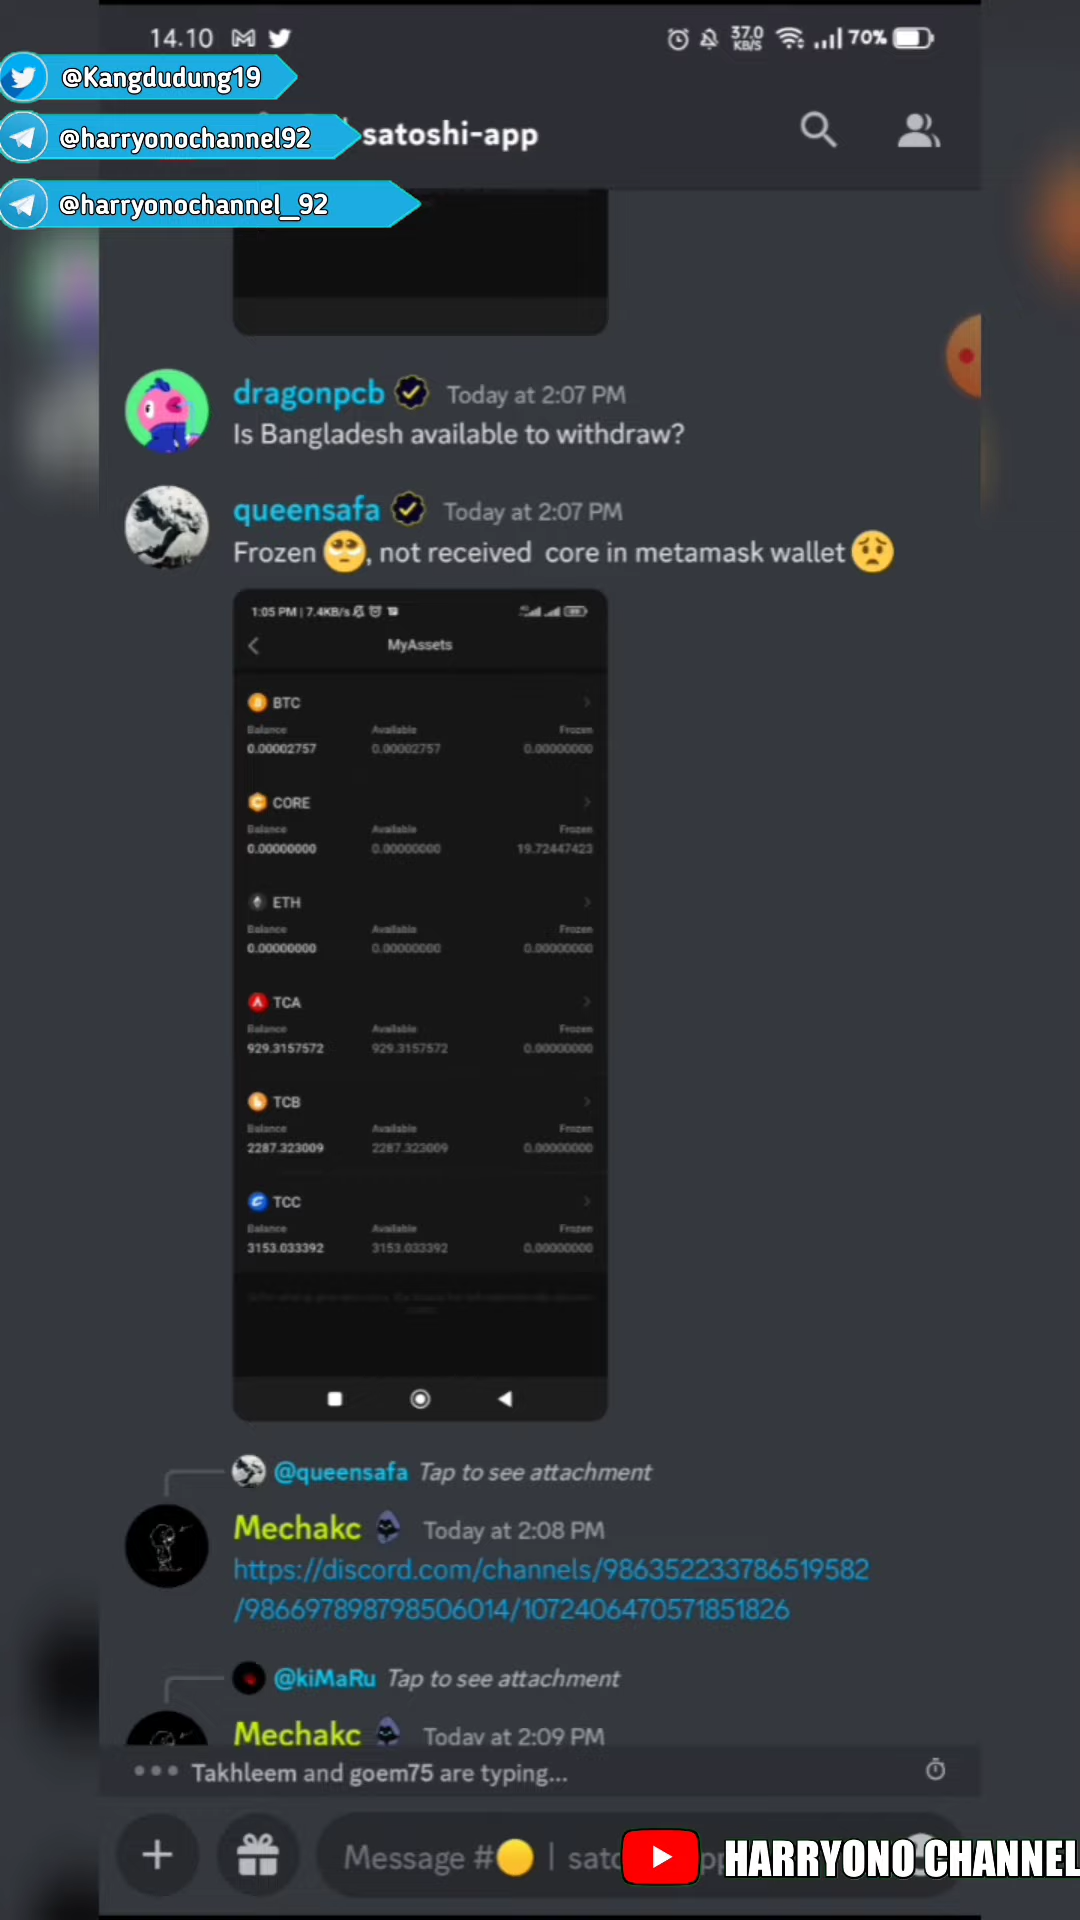 14.10
37.0
KB/S
70%
@Kangdudung19
@harryonochannel92
satoshi-app
@harryonochannel_92
dragonpcb Today at 2:07 PM
Is Bangladesh available to withdraw?
queensafa Today at 2:07 PM
Frozen 🥺, not received core in metamask wallet 😟
1:05 PM | 7.4KB/s
MyAssets
BTC
Balance Available Frozen
0.00002757 0.00002757 0.00000000
CORE
Balance Available Frozen
0.00000000 0.00000000 19.72447423
ETH
Balance Available Frozen
0.00000000 0.00000000 0.00000000
TCA
Balance Available Frozen
929.3157572 929.3157572 0.00000000
TCB
Balance Available Frozen
2287.323009 2287.323009 0.00000000
TCC
Balance Available Frozen
3153.033392 3153.033392 0.00000000
@queensafa Tap to see attachment
Mechakc Today at 2:08 PM
https://discord.com/channels/986352233786519582
/986697898798506014/1072406470571851826
@kiMaRu Tap to see attachment
Mechakc Today at 2:09 PM
Takhleem and goem75 are typing...
Message #🟡 | sato
HARRYONO CHANNEL